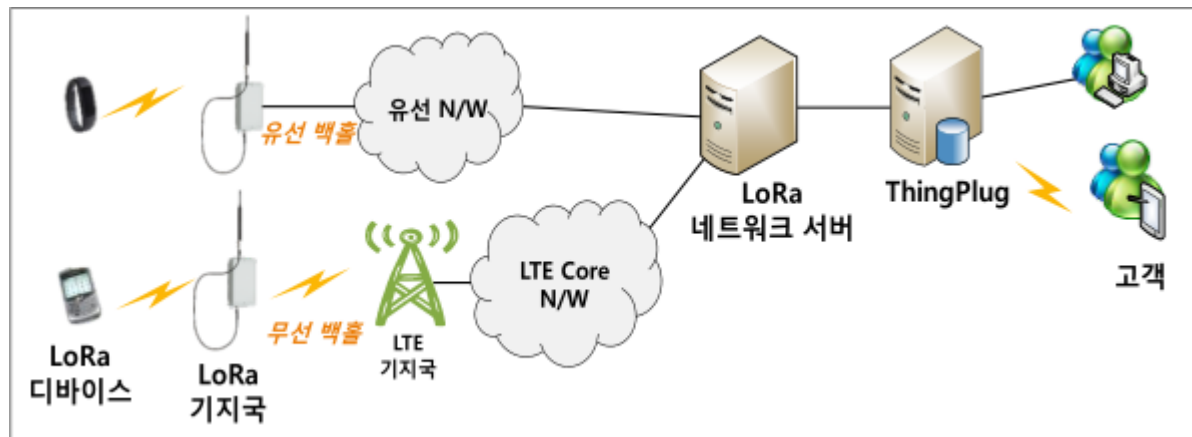 유선 백홀
유선 N/W
LoRa
네트워크 서버
ThingPlug
고객
LoRa
디바이스
LoRa
기지국
무선 백홀
LTE
기지국
LTE Core
N/W